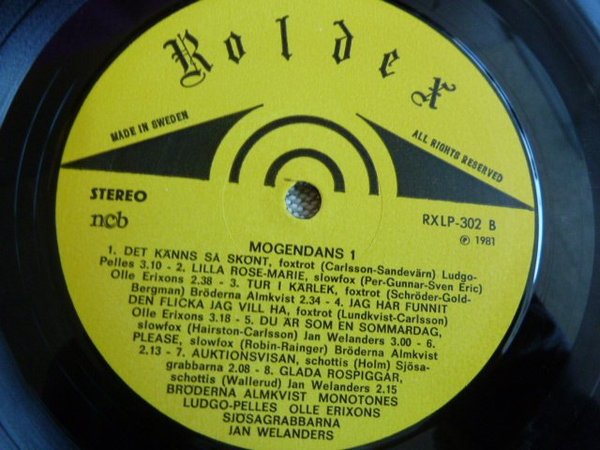 Roldex
MADE IN SWEDEN
ALL RIGHTS RESERVED
STEREO
ncb
RXLP-302 B
℗ 1981
MOGENDANS 1
1. DET KÄNNS SÅ SKÖNT, foxtrot (Carlsson-Sandevärn) Ludgo-
Pelles 3.10 - 2. LILLA ROSE-MARIE, slowfox (Per-Gunnar-Sven Eric)
Olle Erixons 2.38 - 3. TUR I KÄRLEK, foxtrot (Schröder-Gold-
Bergman) Bröderna Almkvist 2.34 - 4. JAG HAR FUNNIT
DEN FLICKA JAG VILL HA, foxtrot (Lundkvist-Carlsson)
Olle Erixons 3.18 - 5. DU ÄR SOM EN SOMMARDAG,
slowfox (Hairston-Carlsson) Jan Welanders 3.00 - 6.
PLEASE, slowfox (Robin-Rainger) Bröderna Almkvist
2.13 - 7. AUKTIONSVISAN, schottis (Holm) Sjösa-
grabbarna 2.08 - 8. GLADA ROSPIGGAR,
schottis (Wallerud) Jan Welanders 2.15
BRÖDERNA ALMKVIST MONOTONES
LUDGO-PELLES OLLE ERIXONS
SJÖSAGRABBARNA
JAN WELANDERS